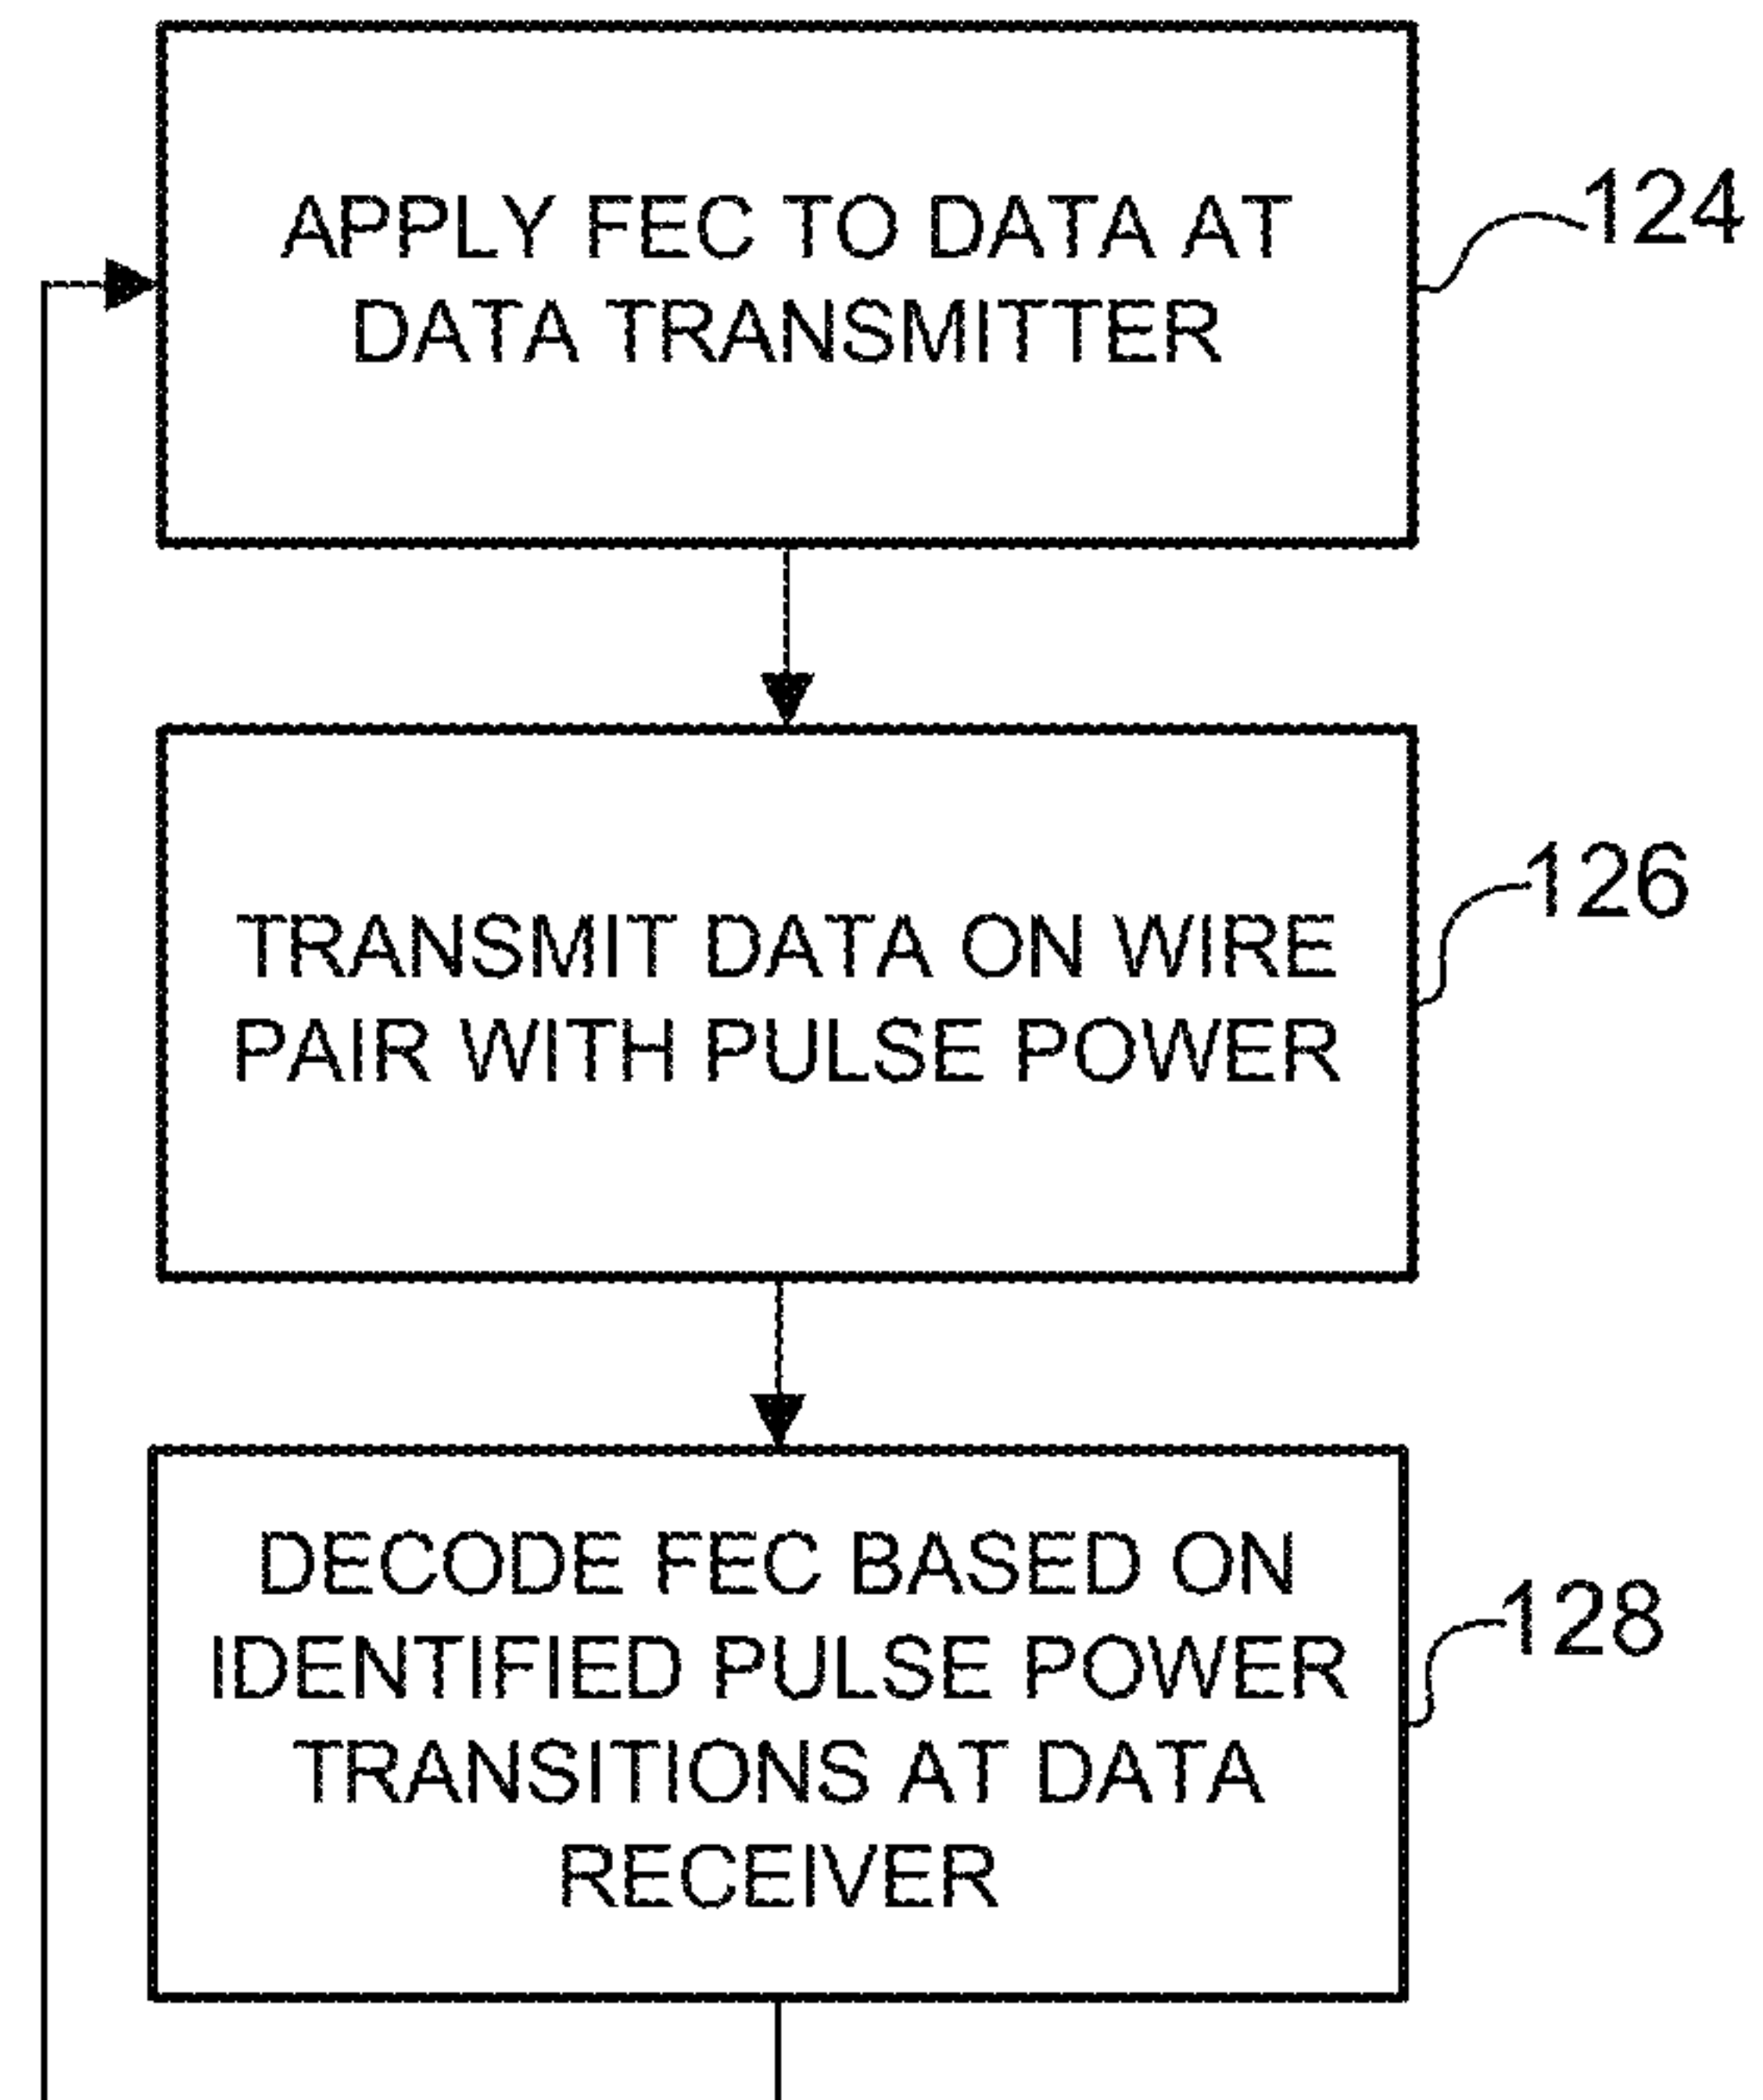 APPLY FEC TO DATA AT
DATA TRANSMITTER
124
TRANSMIT DATA ON WIRE
PAIR WITH PULSE POWER
126
DECODE FEC BASED ON
IDENTIFIED PULSE POWER
TRANSITIONS AT DATA
RECEIVER
128